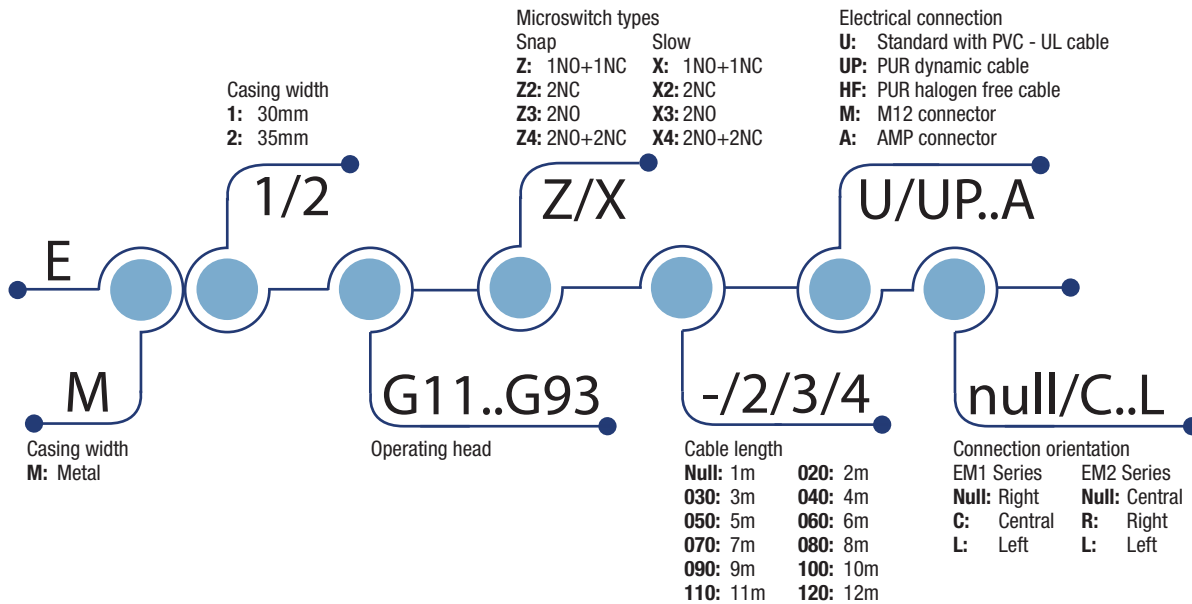 Microswitch types
Snap Slow
Z: 1NO+1NC X: 1NO+1NC
Z2: 2NC X2: 2NC
Z3: 2NO X3: 2NO
Z4: 2NO+2NC X4: 2NO+2NC
Electrical connection
U: Standard with PVC - UL cable
UP: PUR dynamic cable
HF: PUR halogen free cable
M: M12 connector
A: AMP connector
Casing width
1: 30mm
2: 35mm
1/2
Z/X
U/UP..A
E
M
G11..G93
-/2/3/4
null/C..L
Casing width
M: Metal
Operating head
Cable length
Null: 1m 020: 2m
030: 3m 040: 4m
050: 5m 060: 6m
070: 7m 080: 8m
090: 9m 100: 10m
110: 11m 120: 12m
Connection orientation
EM1 Series EM2 Series
Null: Right Null: Central
C: Central R: Right
L: Left L: Left